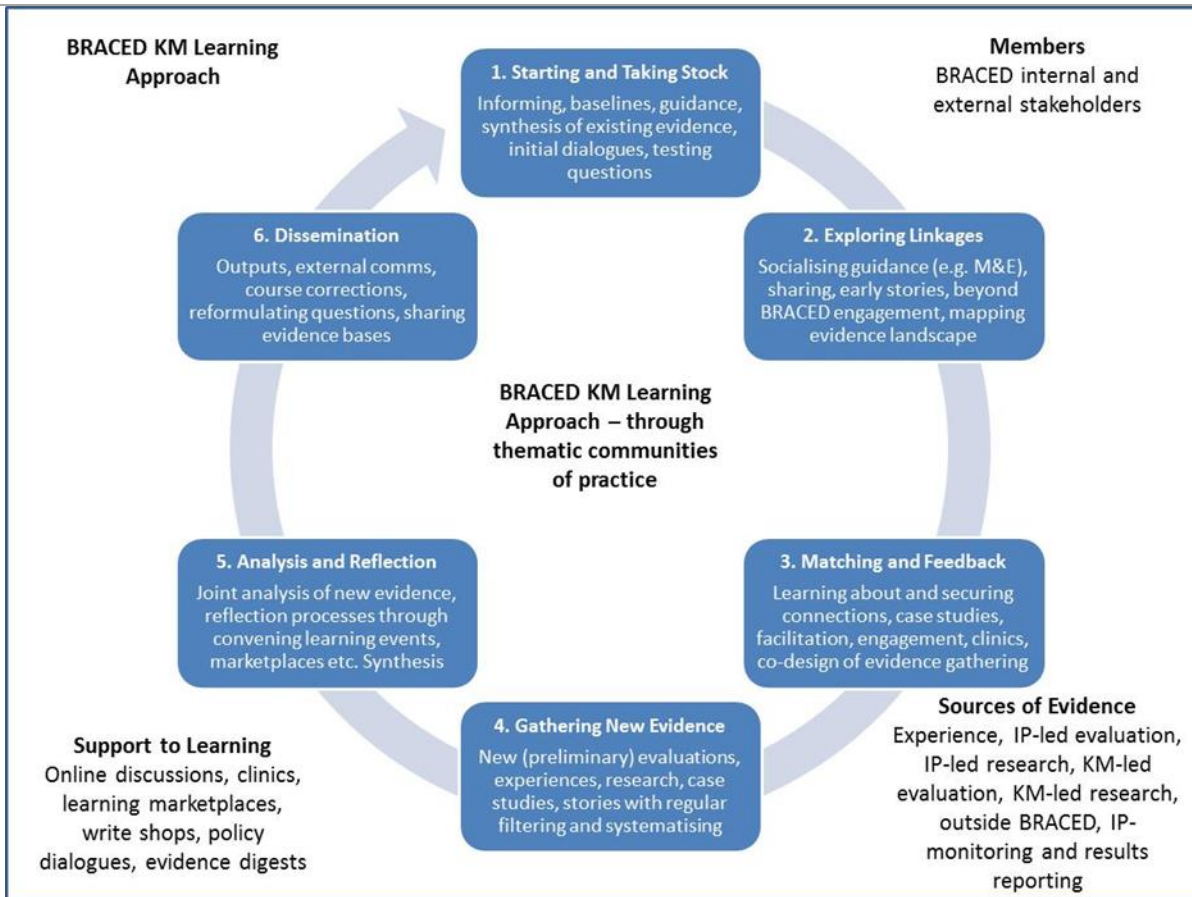 BRACED KM Learning
Approach
Members
BRACED internal and
external stakeholders
1. Starting and Taking Stock
Informing, baselines, guidance,
synthesis of existing evidence,
initial dialogues, testing
questions
2. Exploring Linkages
Socialising guidance (e.g. M&E),
sharing, early stories, beyond
BRACED engagement, mapping
evidence landscape
3. Matching and Feedback
Learning about and securing
connections, case studies,
facilitation, engagement, clinics,
co-design of evidence gathering
4. Gathering New Evidence
New (preliminary) evaluations,
experiences, research, case
studies, stories with regular
filtering and systematising
5. Analysis and Reflection
Joint analysis of new evidence,
reflection processes through
convening learning events,
marketplaces etc. Synthesis
6. Dissemination
Outputs, external comms,
course corrections,
reformulating questions, sharing
evidence bases
BRACED KM Learning
Approach – through
thematic communities
of practice
Support to Learning
Online discussions, clinics,
learning marketplaces,
write shops, policy
dialogues, evidence digests
Sources of Evidence
Experience, IP-led evaluation,
IP-led research, KM-led
evaluation, KM-led research,
outside BRACED, IP-
monitoring and results
reporting